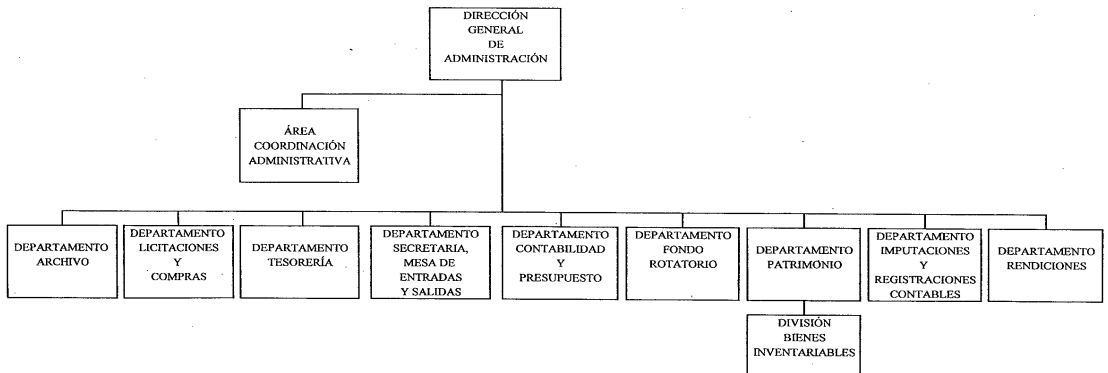 DIRECCIÓN
GENERAL
DE
ADMINISTRACIÓN
ÁREA
COORDINACIÓN
ADMINISTRATIVA
DEPARTAMENTO
ARCHIVO
DEPARTAMENTO
LICITACIONES
Y
COMPRAS
DEPARTAMENTO
TESORERÍA
DEPARTAMENTO
SECRETARIA,
MESA DE
ENTRADAS
Y SALIDAS
DEPARTAMENTO
CONTABILIDAD
Y
PRESUPUESTO
DEPARTAMENTO
FONDO
ROTATORIO
DEPARTAMENTO
PATRIMONIO
DEPARTAMENTO
IMPUTACIONES
Y
REGISTRACIONES
CONTABLES
DEPARTAMENTO
RENDICIONES
DIVISIÓN
BIENES
INVENTARIABLES